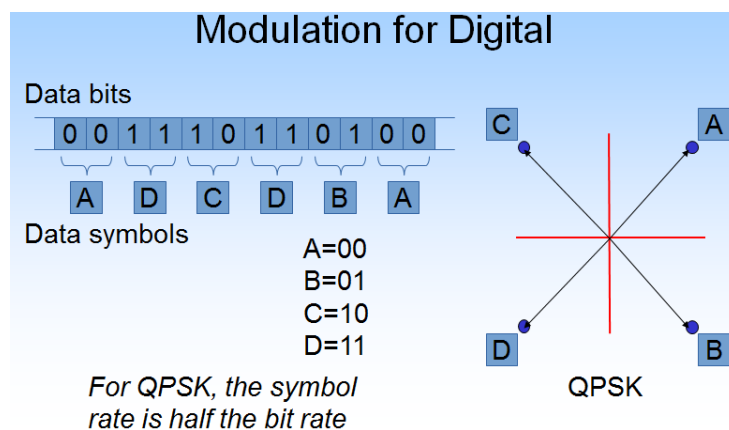 Modulation for Digital
Data bits
0 0 1 1 1 0 1 1 0 1 0 0
A D C D B A
Data symbols
A=00
B=01
C=10
D=11
For QPSK, the symbol
rate is half the bit rate
C A
D B
QPSK